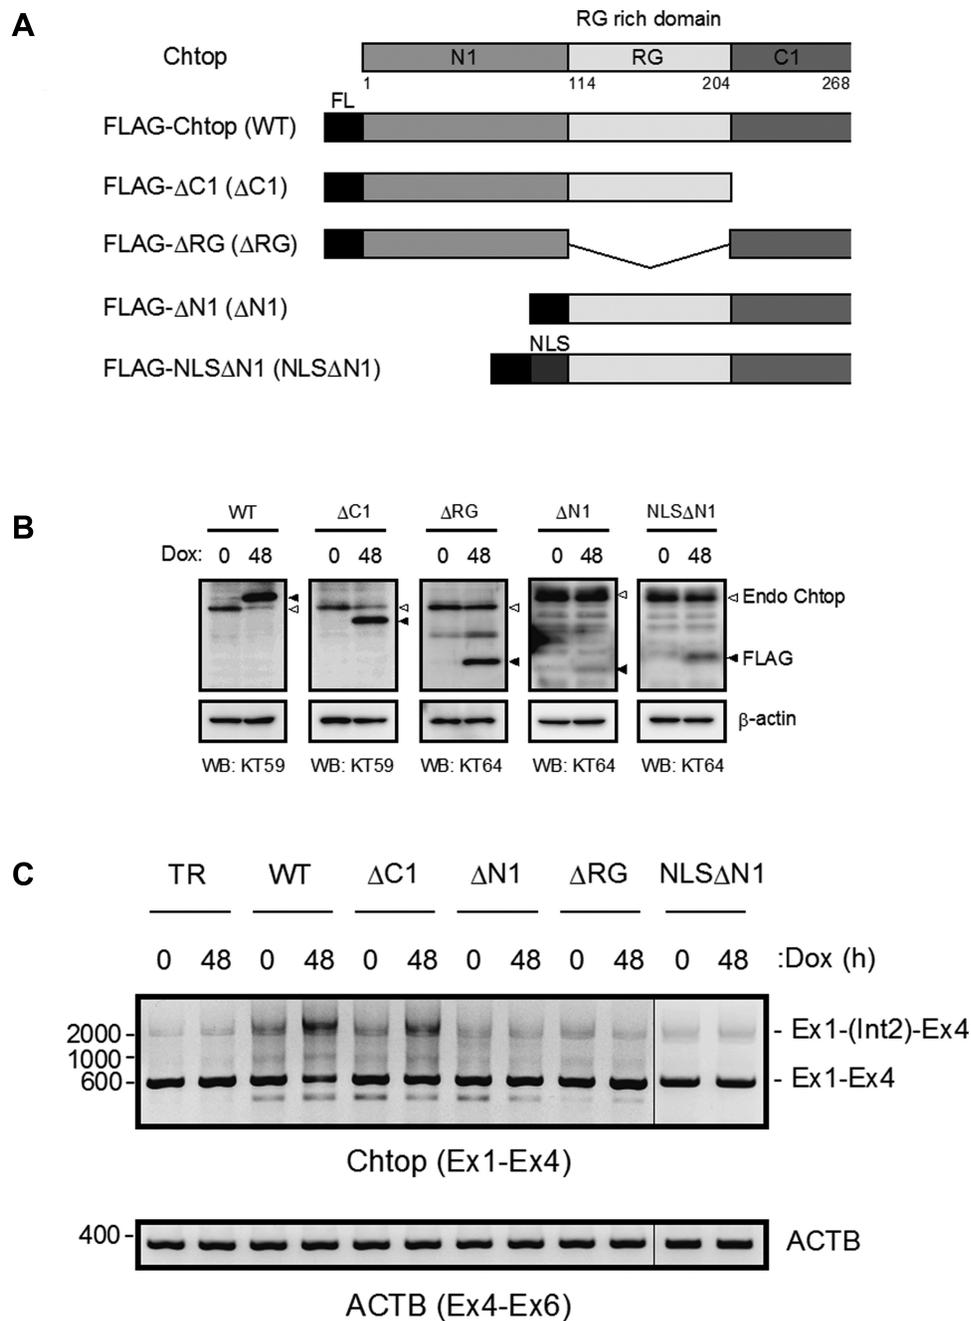 A
RG rich domain
Chtop N1 RG C1
1 114 204 268
FL
FLAG-Chtop (WT)
FLAG-ΔC1 (ΔC1)
FLAG-ΔRG (ΔRG)
FLAG-ΔN1 (ΔN1)
NLS
FLAG-NLSΔN1 (NLSΔN1)
B
WT ΔC1 ΔRG ΔN1 NLSΔN1
Dox: 0 48 0 48 0 48 0 48 0 48
Endo Chtop
FLAG
β-actin
WB: KT59 WB: KT59 WB: KT64 WB: KT64 WB: KT64
C
TR WT ΔC1 ΔN1 ΔRG NLSΔN1
0 48 0 48 0 48 0 48 0 48 0 48 :Dox (h)
2000 - - Ex1-(Int2)-Ex4
1000 -
600 - - Ex1-Ex4
Chtop (Ex1-Ex4)
400 - ACTB
ACTB (Ex4-Ex6)